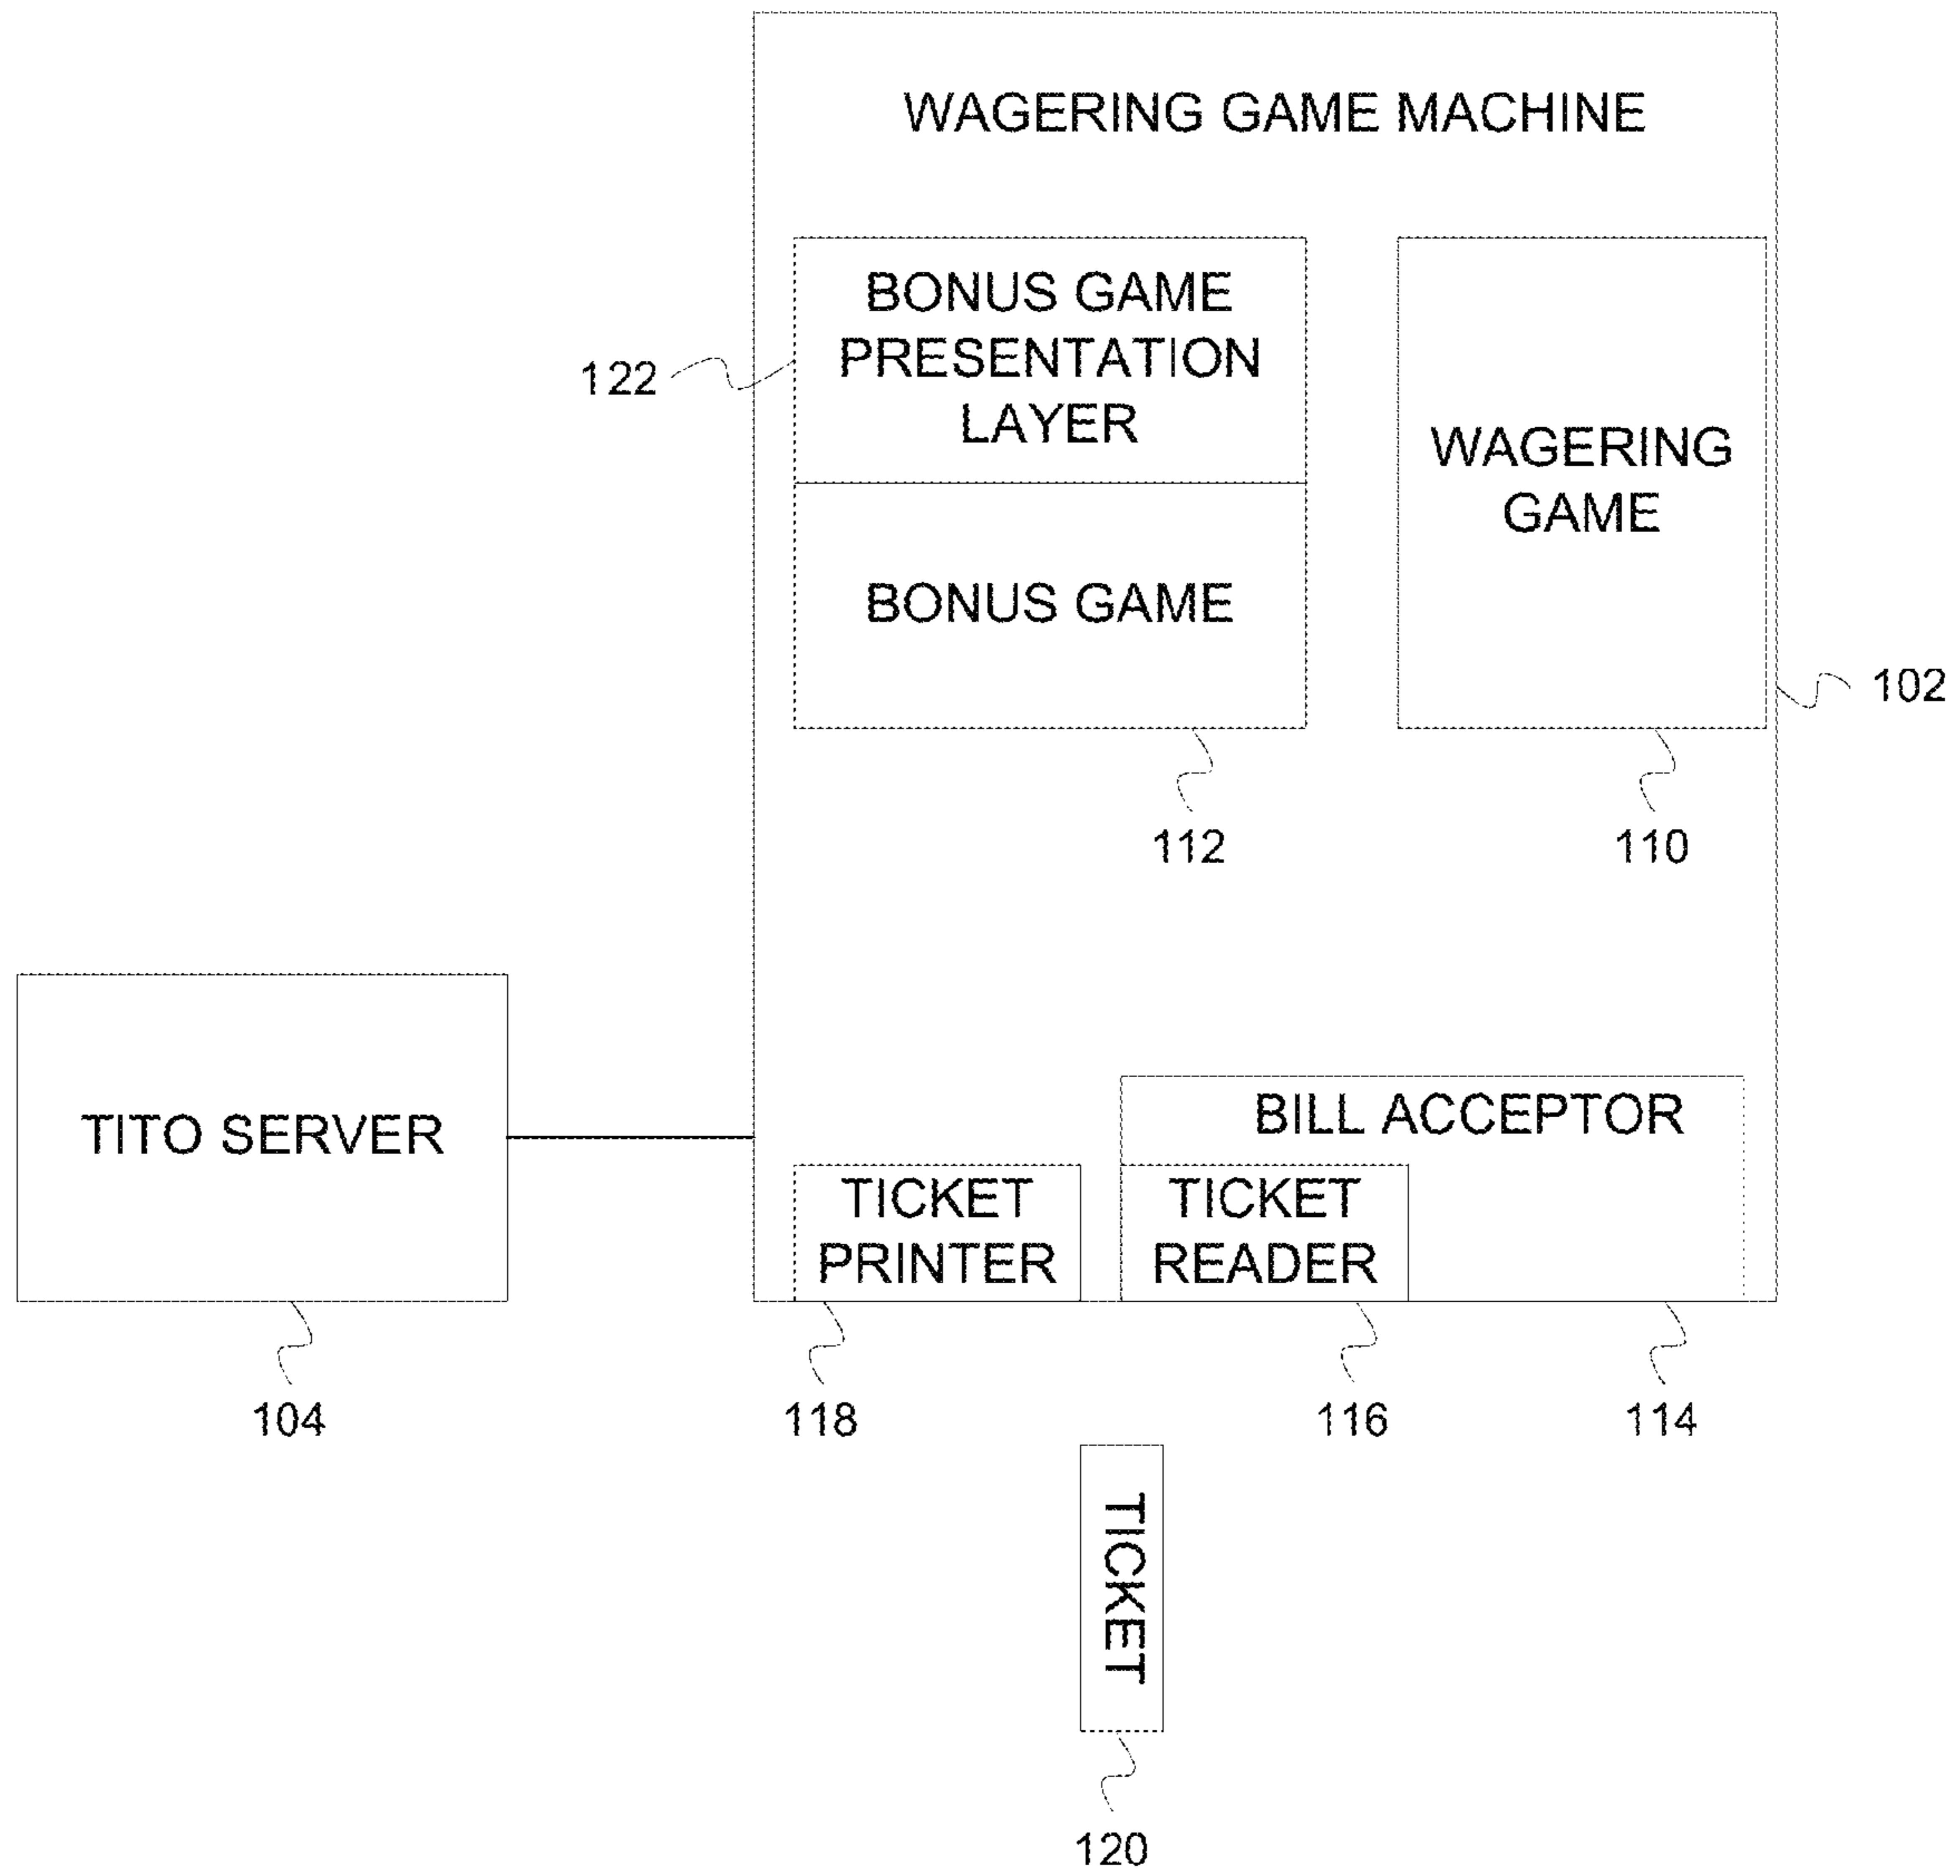 WAGERING GAME MACHINE
BONUS GAME
PRESENTATION
LAYER
122
WAGERING
GAME
BONUS GAME
102
112
110
TITO SERVER
BILL ACCEPTOR
TICKET
PRINTER
TICKET
READER
104
118
116
114
TICKET
120